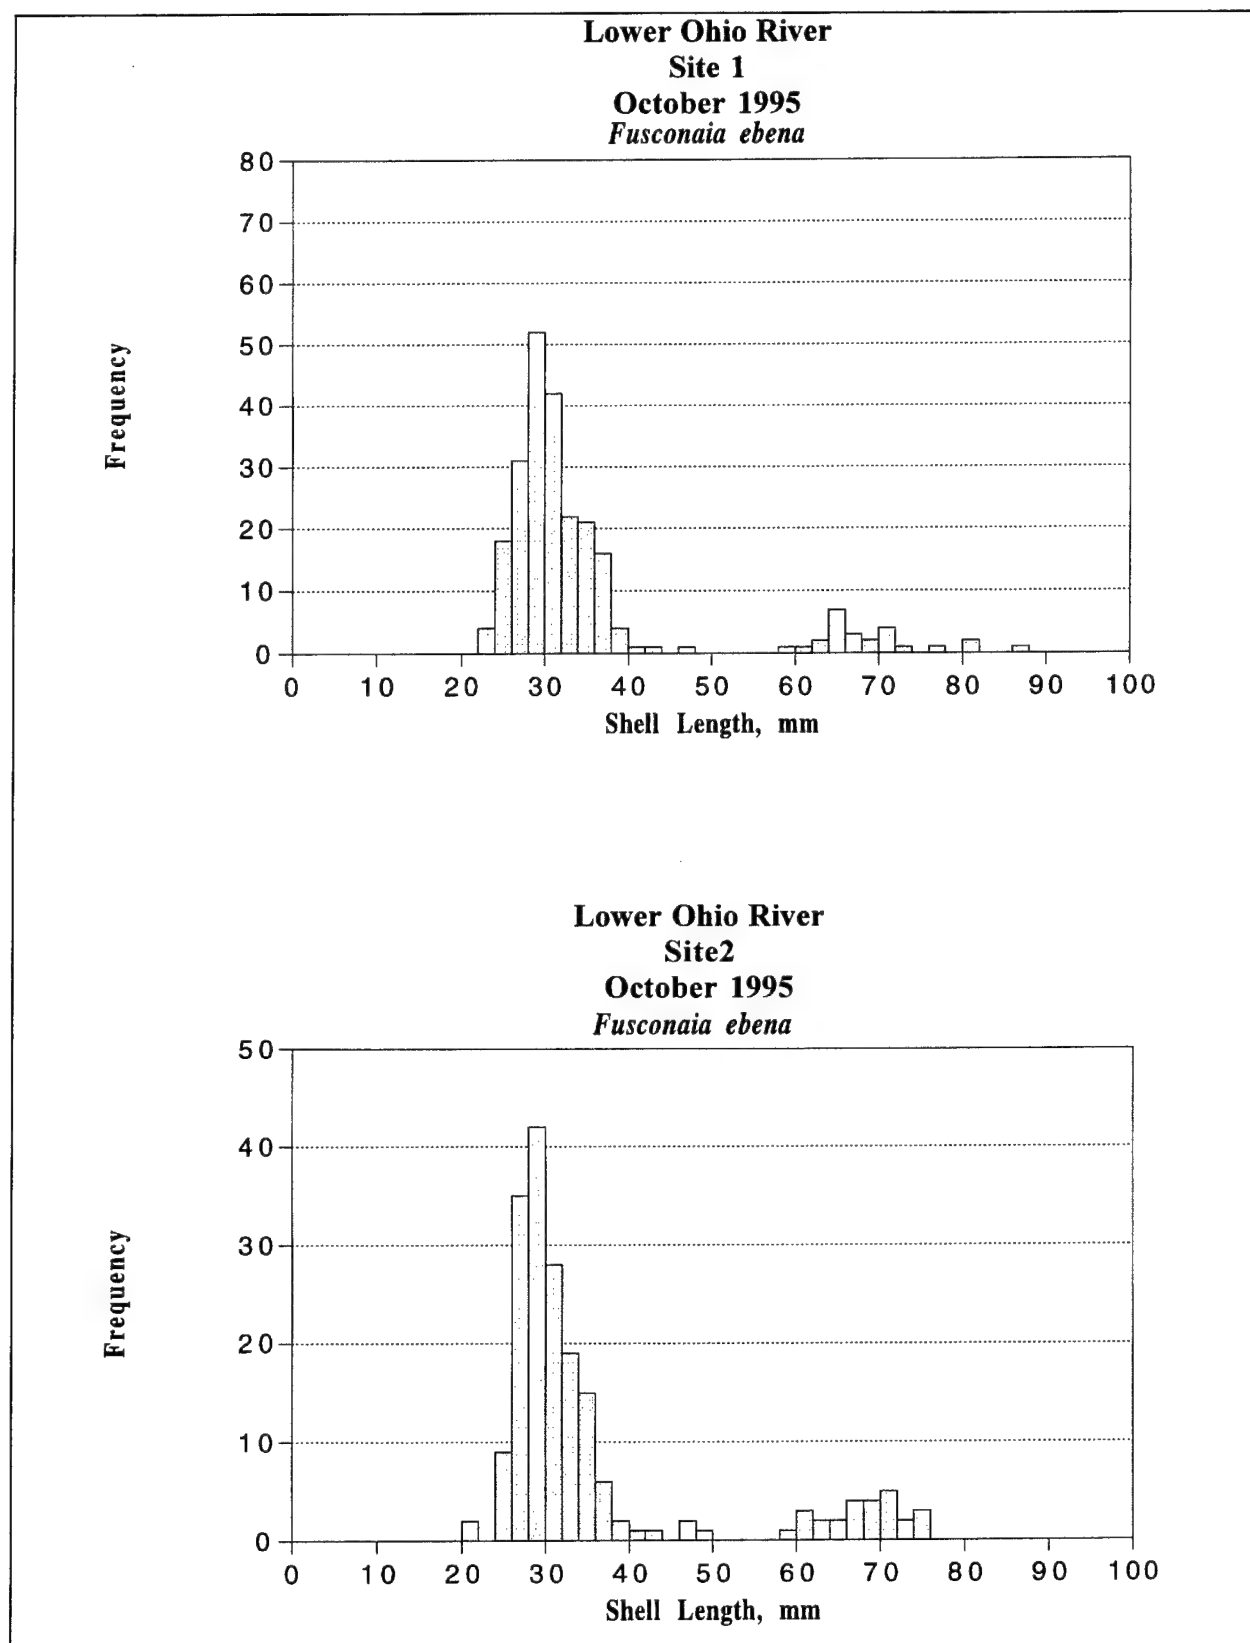 Lower Ohio River
Site 1
October 1995
Fusconaia ebena
80
70
60
50
40
30
20
10
0
Frequency
0 10 20 30 40 50 60 70 80 90 100
Shell Length, mm
Lower Ohio River
Site2
October 1995
Fusconaia ebena
50
40
30
20
10
0
Frequency
0 10 20 30 40 50 60 70 80 90 100
Shell Length, mm